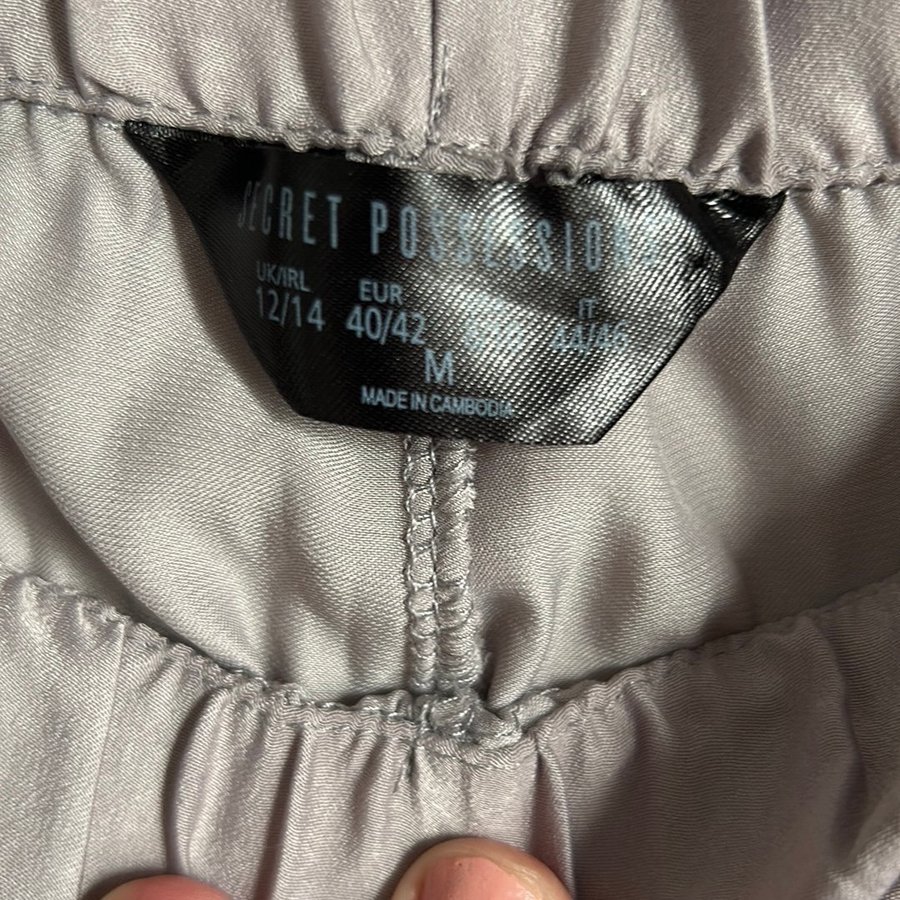 SECRET POSSESSIONS
UK/IRL EUR IT
12/14 40/42 44/46
M
MADE IN CAMBODIA